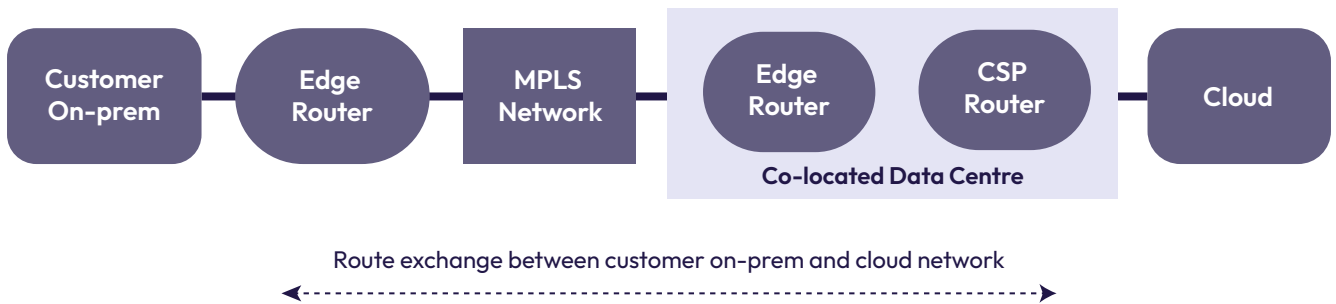 Customer
On-prem
Edge
Router
MPLS
Network
Edge
Router
CSP
Router
Co-located Data Centre
Cloud
Route exchange between customer on-prem and cloud network